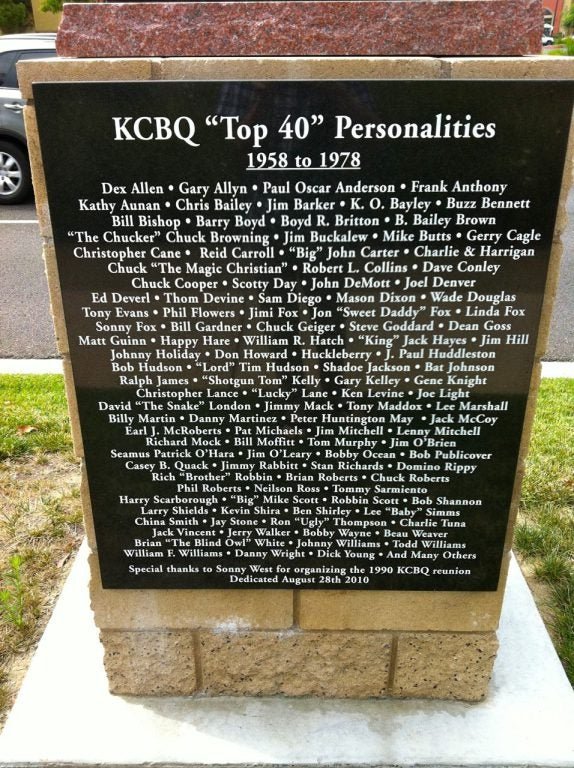 KCBQ “Top 40” Personalities
1958 to 1978
Dex Allen • Gary Allyn • Paul Oscar Anderson • Frank Anthony
Kathy Aunan • Chris Bailey • Jim Barker • K. O. Bayley • Buzz Bennett
Bill Bishop • Barry Boyd • Boyd R. Britton • B. Bailey Brown
“The Chucker” Chuck Browning • Jim Buckalew • Mike Butts • Gerry Cagle
Christopher Cane • Reid Carroll • “Big” John Carter • Charlie & Harrigan
Chuck “The Magic Christian” • Robert L. Collins • Dave Conley
Chuck Cooper • Scotty Day • John DeMott • Joel Denver
Ed Deverl • Thom Devine • Sam Diego • Mason Dixon • Wade Douglas
Tony Evans • Phil Flowers • Jimi Fox • Jon “Sweet Daddy” Fox • Linda Fox
Sonny Fox • Bill Gardner • Chuck Geiger • Steve Goddard • Dean Goss
Matt Guinn • Happy Hare • William R. Hatch • “King” Jack Hayes • Jim Hill
Johnny Holiday • Don Howard • Huckleberry • J. Paul Huddleston
Bob Hudson • “Lord” Tim Hudson • Shadoe Jackson • Bat Johnson
Ralph James • “Shotgun Tom” Kelly • Gary Kelley • Gene Knight
Christopher Lance • “Lucky” Lane • Ken Levine • Joe Light
David “The Snake” London • Jimmy Mack • Tony Maddox • Lee Marshall
Billy Martin • Danny Martinez • Peter Huntington May • Jack McCoy
Earl J. McRoberts • Pat Michaels • Jim Mitchell • Lenny Mitchell
Richard Mock • Bill Moffitt • Tom Murphy • Jim O’Brien
Seamus Patrick O’Hara • Jim O’Leary • Bobby Ocean • Bob Publicover
Casey B. Quack • Jimmy Rabbitt • Stan Richards • Domino Rippy
Rich “Brother” Robbin • Brian Roberts • Chuck Roberts
Phil Roberts • Neilson Ross • Tommy Sarmiento
Harry Scarborough • “Big” Mike Scott • Robbin Scott • Bob Shannon
Larry Shields • Kevin Shira • Ben Shirley • Lee “Baby” Simms
China Smith • Jay Stone • Ron “Ugly” Thompson • Charlie Tuna
Jack Vincent • Jerry Walker • Bobby Wayne • Beau Weaver
Brian “The Blind Owl” White • Johnny Williams • Todd Williams
William F. Williams • Danny Wright • Dick Young • And Many Others
Special thanks to Sonny West for organizing the 1990 KCBQ reunion
Dedicated August 28th 2010